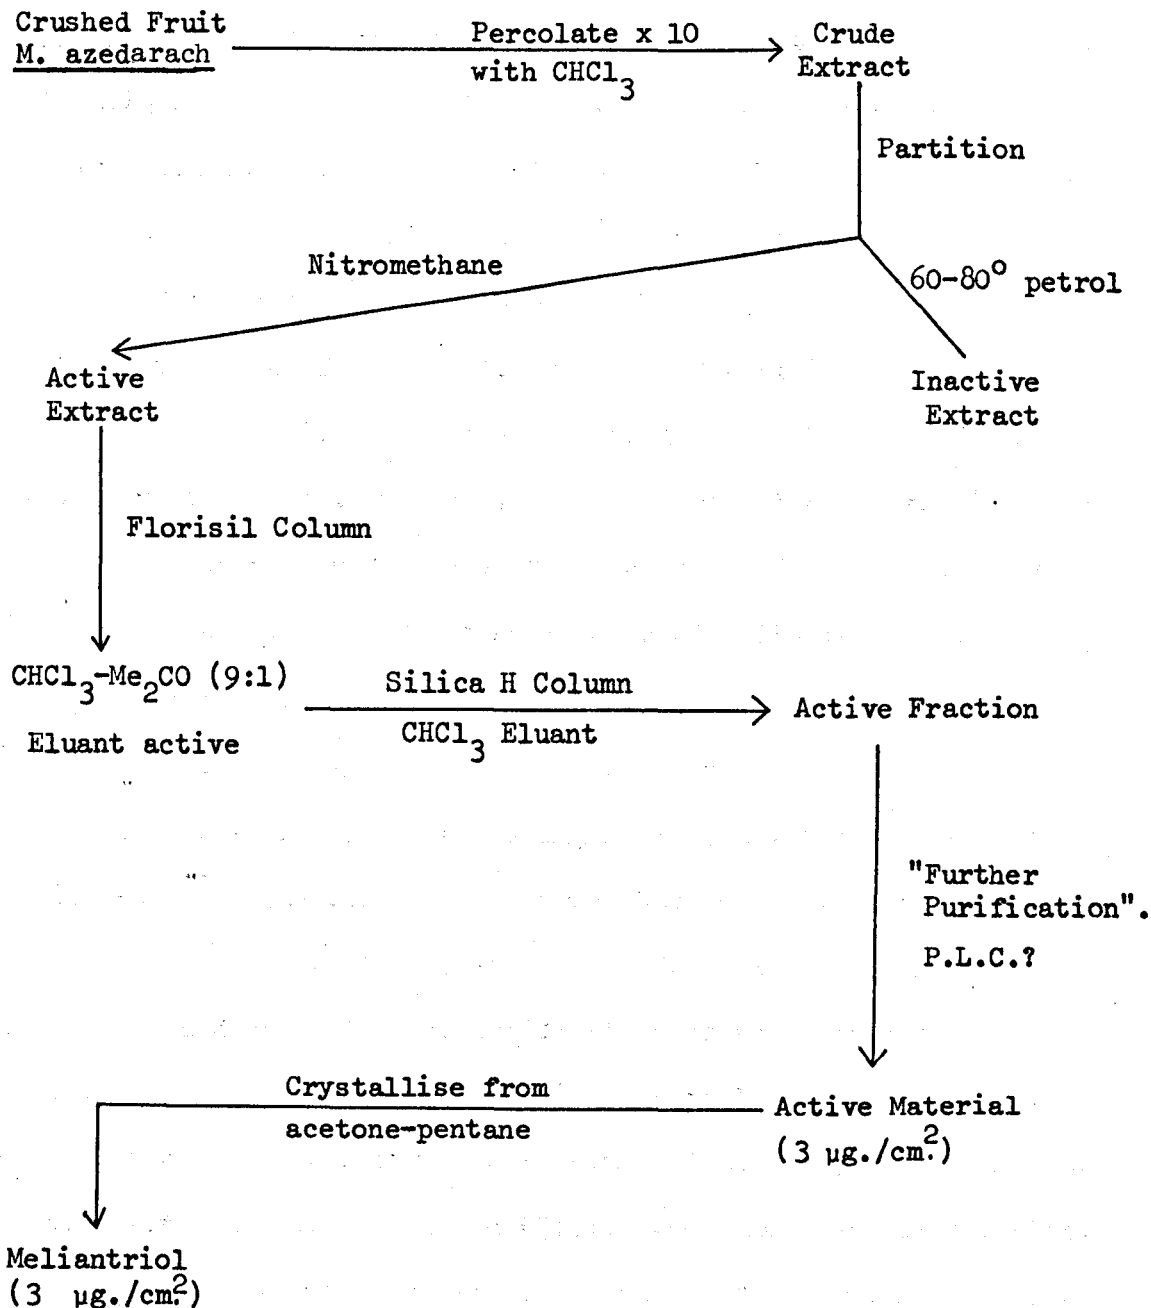 Crushed Fruit
M. azedarach
Percolate x 10
with CHCl₃
Crude
Extract
Partition
Nitromethane
60-80° petrol
Active
Extract
Inactive
Extract
Florisil Column
CHCl₃-Me₂CO (9:1)
Eluant active
Silica H Column
CHCl₃ Eluant
Active Fraction
"Further
Purification".
P.L.C.?
Crystallise from
acetone-pentane
Active Material
(3 µg./cm².)
Meliantriol
(3 µg./cm².)